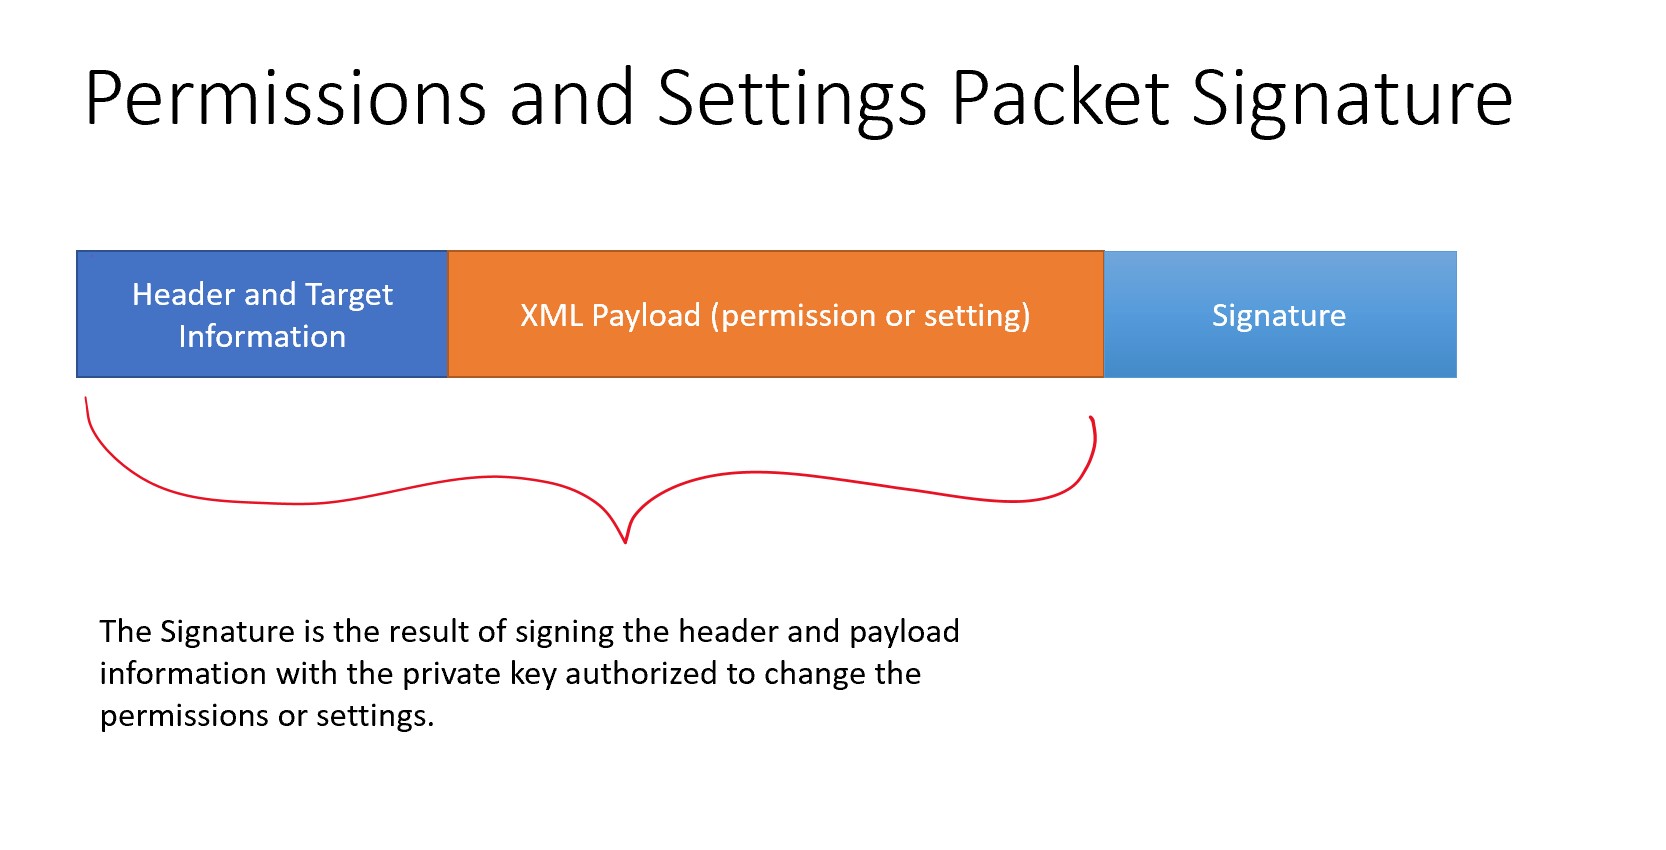 Permissions and Settings Packet Signature
Header and Target
Information
XML Payload (permission or setting)
Signature
The Signature is the result of signing the header and payload
information with the private key authorized to change the
permissions or settings.